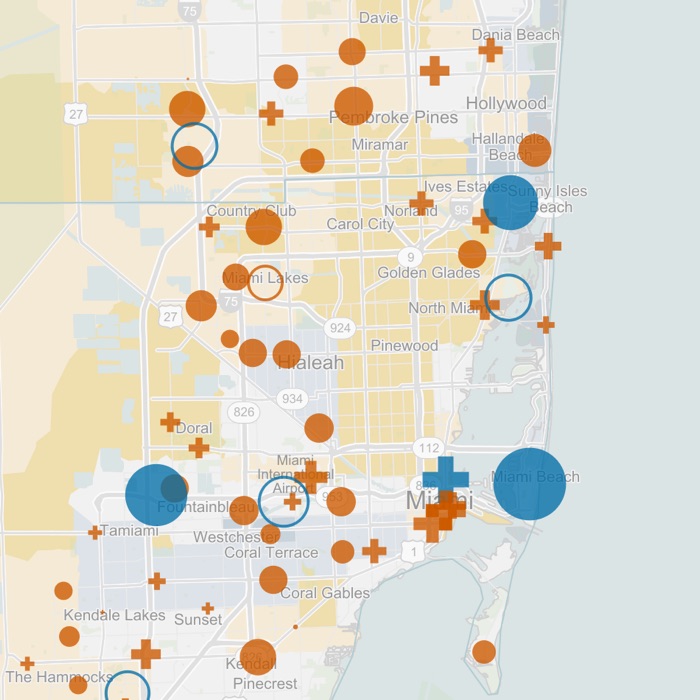 75
Davie
Dania Beach
27
Hollywood
Pembroke Pines
Miramar
Hallandale
Beach
Ives Estates
Sunny Isles
Beach
Country Club
Norland
95
Carol City
9
Golden Glades
Miami Lakes
75
North Miami
27
924
Pinewood
Hialeah
934
826
Doral
112
Miami
International
Airport
Miami Beach
953
Miami
Fountainbleau
Tamiami
Westchester
Coral Terrace
1
Coral Gables
Kendale Lakes
Sunset
The Hammocks
Kendall
Pinecrest